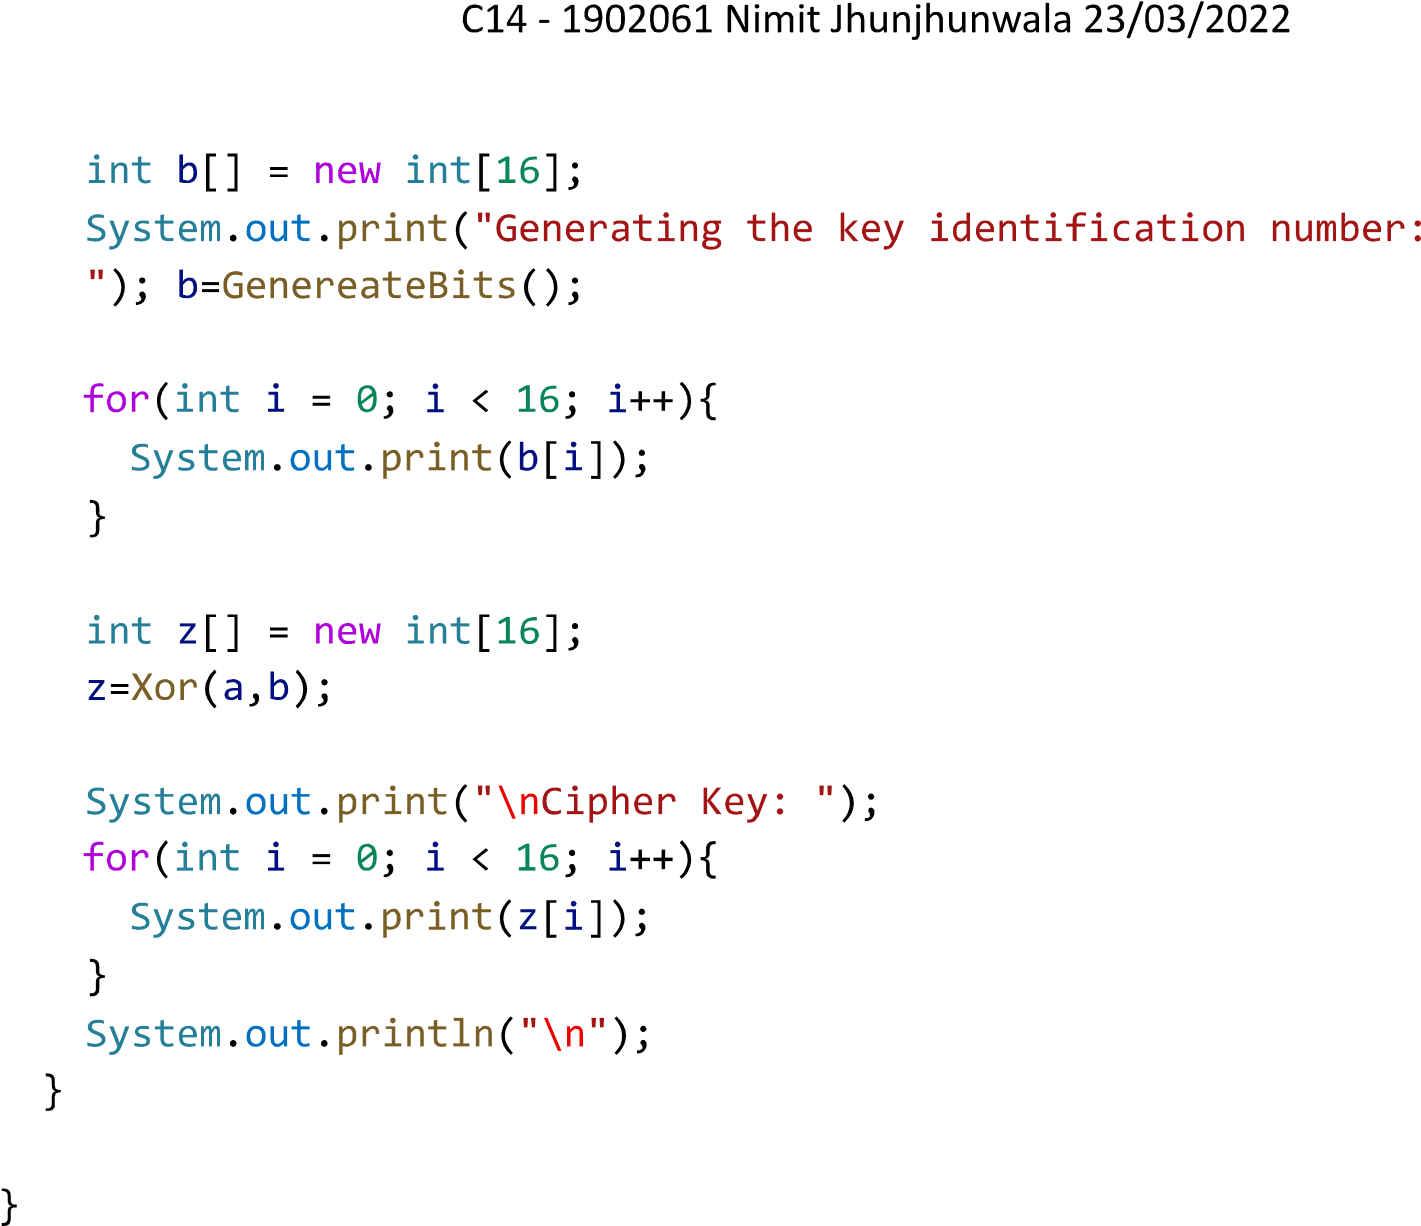 C14 - 1902061 Nimit Jhunjhunwala 23/03/2022
int b[] = new int[16];
System.out.print("Generating the key identification number:
"); b=GenereateBits();
for(int i = 0; i < 16; i++){
System.out.print(b[i]);
}
int z[] = new int[16];
z=Xor(a,b);
System.out.print("\nCipher Key: ");
for(int i = 0; i < 16; i++){
System.out.print(z[i]);
}
System.out.println("\n");
}
}